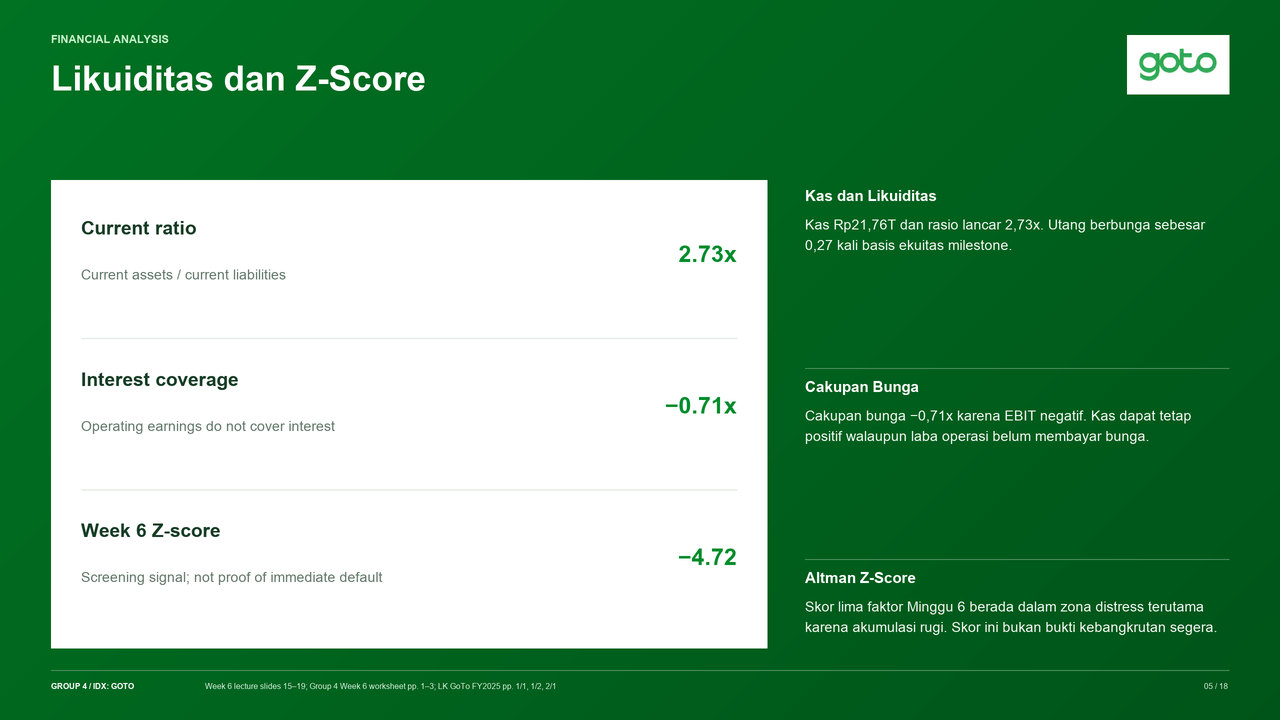 FINANCIAL ANALYSIS
Likuiditas dan Z-Score
goto
Current ratio
Current assets / current liabilities
2.73x
Interest coverage
Operating earnings do not cover interest
−0.71x
Week 6 Z-score
Screening signal; not proof of immediate default
−4.72
Kas dan Likuiditas
Kas Rp21,76T dan rasio lancar 2,73x. Utang berbunga sebesar
0,27 kali basis ekuitas milestone.
Cakupan Bunga
Cakupan bunga −0,71x karena EBIT negatif. Kas dapat tetap
positif walaupun laba operasi belum membayar bunga.
Altman Z-Score
Skor lima faktor Minggu 6 berada dalam zona distress terutama
karena akumulasi rugi. Skor ini bukan bukti kebangkrutan segera.
GROUP 4 / IDX: GOTO
Week 6 lecture slides 15–19; Group 4 Week 6 worksheet pp. 1–3; LK GoTo FY2025 pp. 1/1, 1/2, 2/1
05 / 18